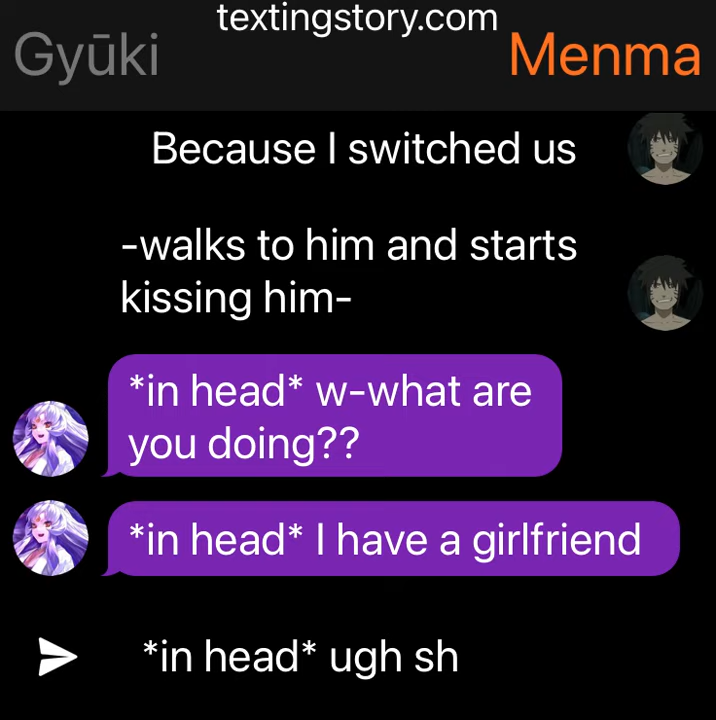 textingstory.com
Gyūki
Menma
Because I switched us
-walks to him and starts
kissing him-
*in head* w-what are
you doing??
*in head* I have a girlfriend
*in head* ugh sh